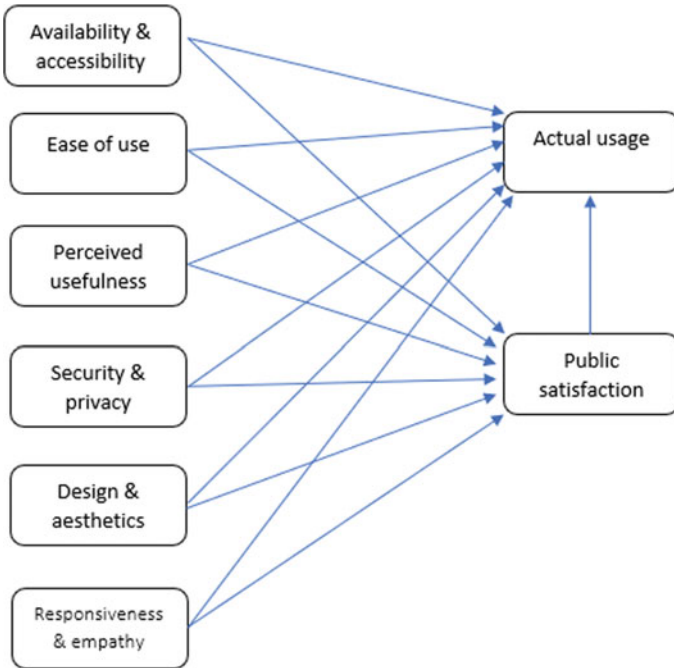 Availability &
accessibility
Ease of use
Perceived
usefulness
Security &
privacy
Design &
aesthetics
Responsiveness
& empathy
Actual usage
Public
satisfaction